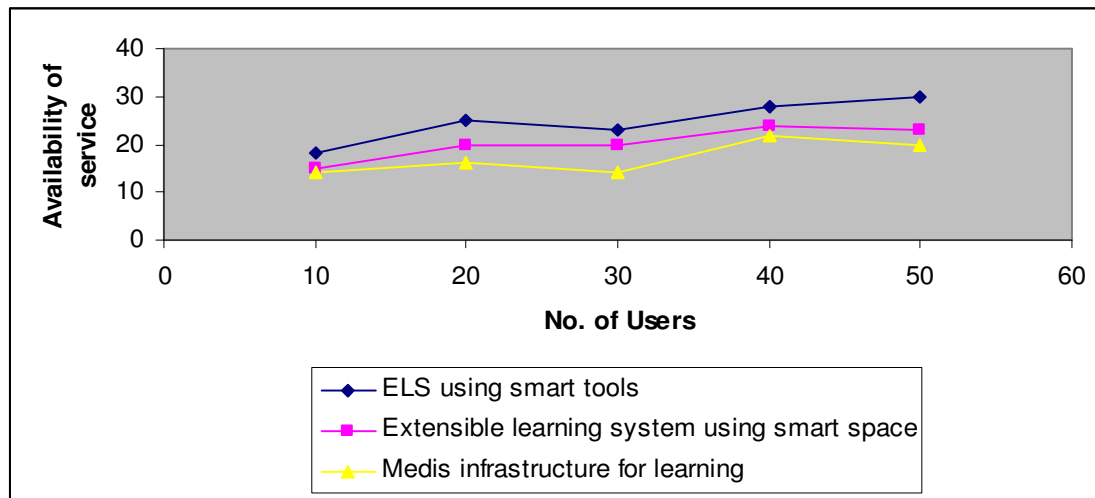 40
30
20
10
0
Availability of
service
0 10 20 30 40 50 60
No. of Users
ELS using smart tools
Extensible learning system using smart space
Medis infrastructure for learning